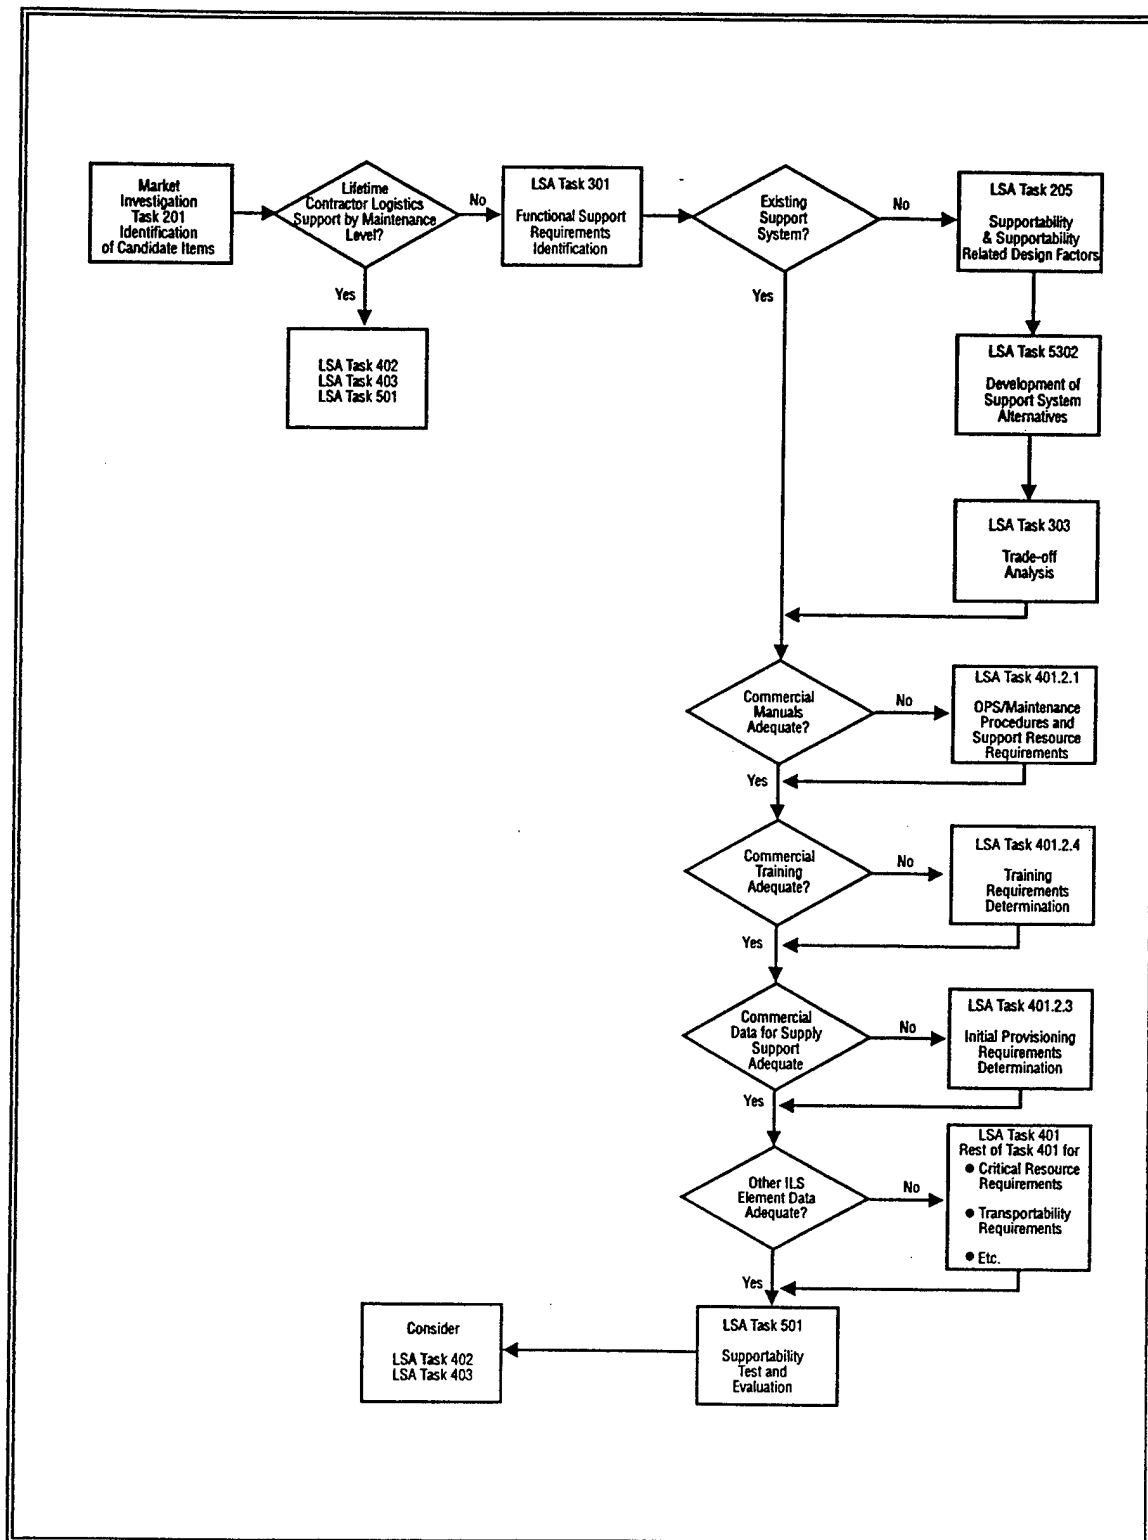 Market
Investigation
Task 201
Identification
of Candidate Items
Lifetime
Contractor Logistics
Support by Maintenance
Level?
No
LSA Task 301
Functional Support
Requirements
Identification
Existing
Support
System?
No
LSA Task 205
Supportability
& Supportability
Related Design Factors
Yes
LSA Task 402
LSA Task 403
LSA Task 501
Yes
LSA Task 5302
Development of
Support System
Alternatives
LSA Task 303
Trade-off
Analysis
Commercial
Manuals
Adequate?
No
LSA Task 401.2.1
OPS/Maintenance
Procedures and
Support Resource
Requirements
Yes
Commercial
Training
Adequate?
No
LSA Task 401.2.4
Training
Requirements
Determination
Yes
Commercial
Data for Supply
Support
Adequate
No
LSA Task 401.2.3
Initial Provisioning
Requirements
Determination
Yes
Other ILS
Element Data
Adequate?
No
LSA Task 401
Rest of Task 401 for
● Critical Resource
Requirements
● Transportability
Requirements
● Etc.
Yes
LSA Task 501
Supportability
Test and
Evaluation
Consider
LSA Task 402
LSA Task 403